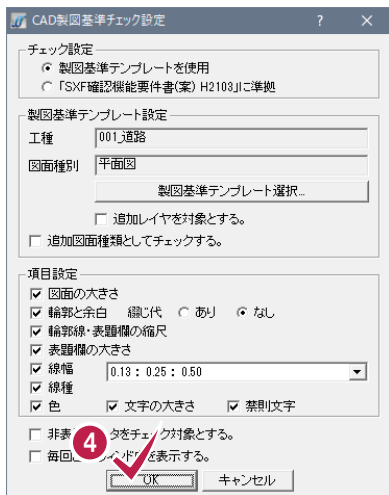 CAD製図基準チェック設定
チェック設定
製図基準テンプレートを使用
「SXF確認機能要件書(案) H2103」に準拠
製図基準テンプレート設定
工種 001_道路
図面種別 平面図
製図基準テンプレート選択...
追加レイヤを対象とする。
追加図面種類としてチェックする。
項目設定
図面の大きさ
輪郭と余白 綴じ代 あり なし
輪郭線・表題欄の縮尺
表題欄の大きさ
線幅 0.13 : 0.25 : 0.50
線種
色 文字の大きさ 禁則文字
非表 タをチェック対象とする。
毎回 ンドウを表示する。
4
OK キャンセル